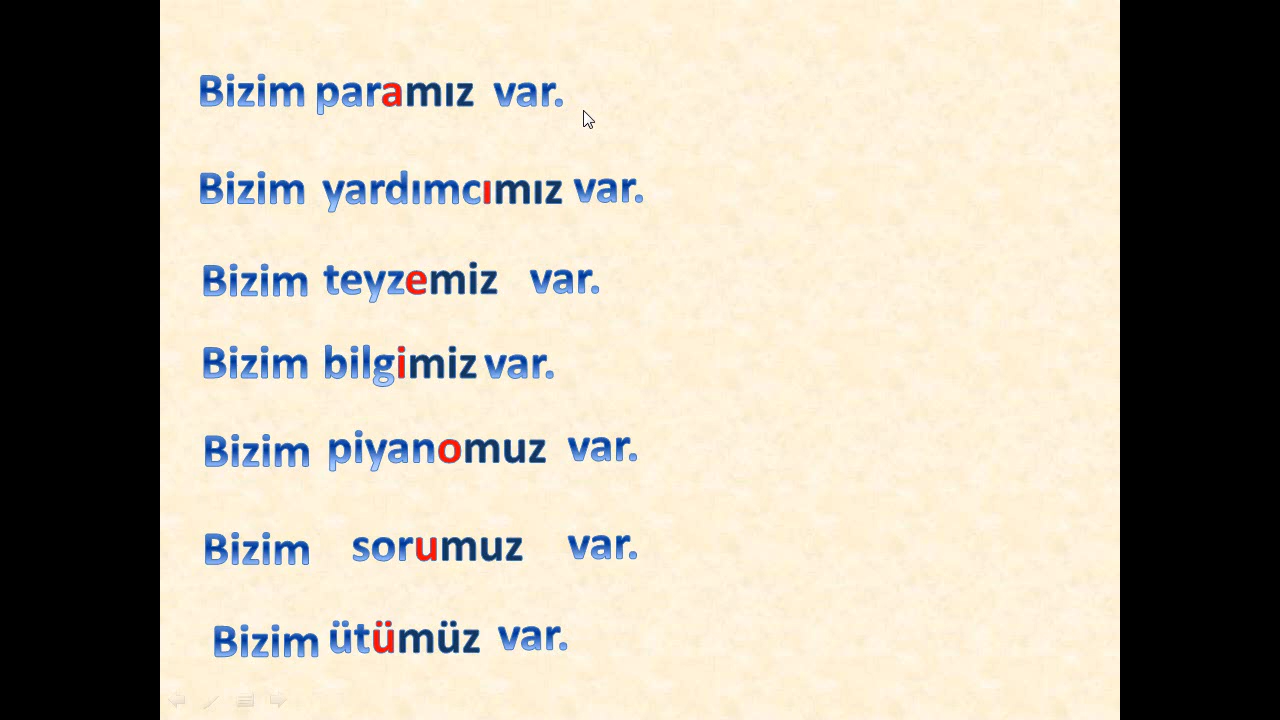 Bizim paramız var.
Bizim yardımcımız var.
Bizim teyzemiz var.
Bizim bilgimiz var.
Bizim piyanomuz var.
Bizim sorumuz var.
Bizim ütümüz var.